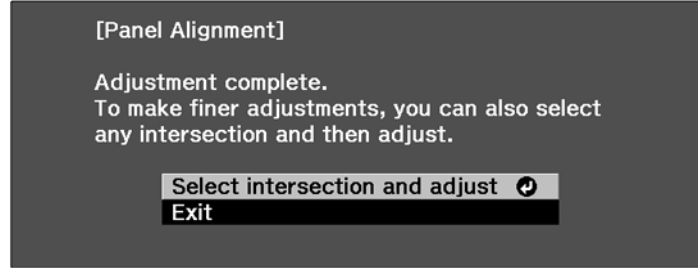 [Panel Alignment]
Adjustment complete.
To make finer adjustments, you can also select
any intersection and then adjust.
Select intersection and adjust
Exit